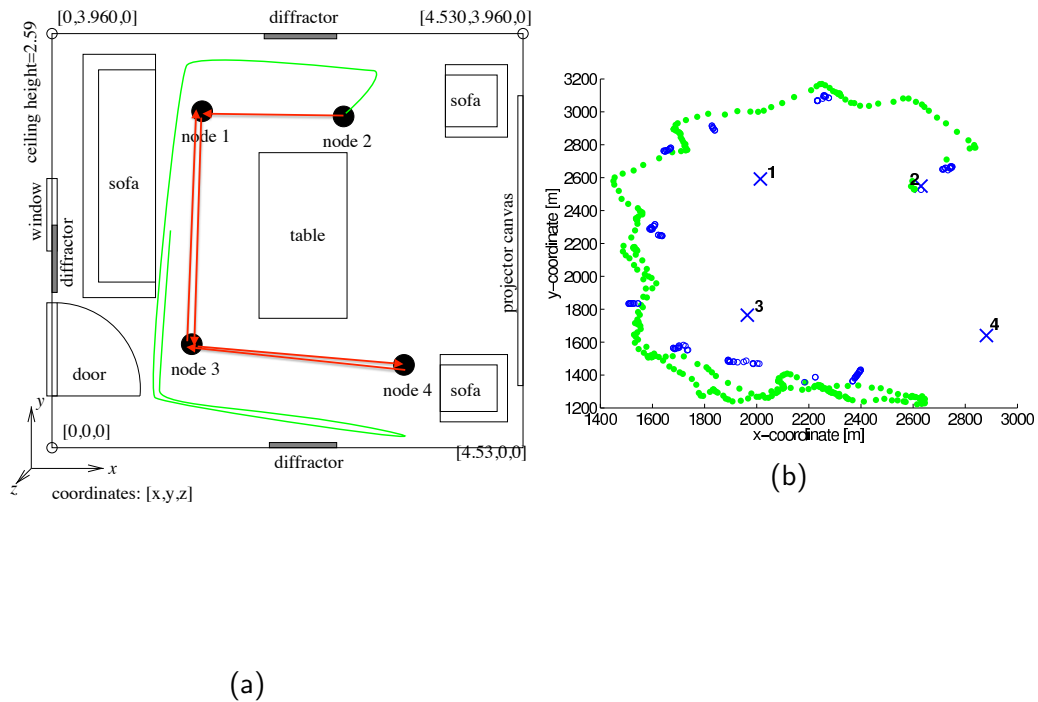 [0,3.960,0]
diffractor
[4.530,3.960,0]
ceiling height=2.59
window
diffractor
sofa
node 1
node 2
table
sofa
projector canvas
door
node 3
node 4
sofa
y
x
z
[0,0,0]
diffractor
[4.53,0,0]
coordinates: [x,y,z]
(a)
y-coordinate [m]
3200
3000
2800
2600
2400
2200
2000
1800
1600
1400
1200
1
2
3
4
1400 1600 1800 2000 2200 2400 2600 2800 3000
x-coordinate [m]
(b)